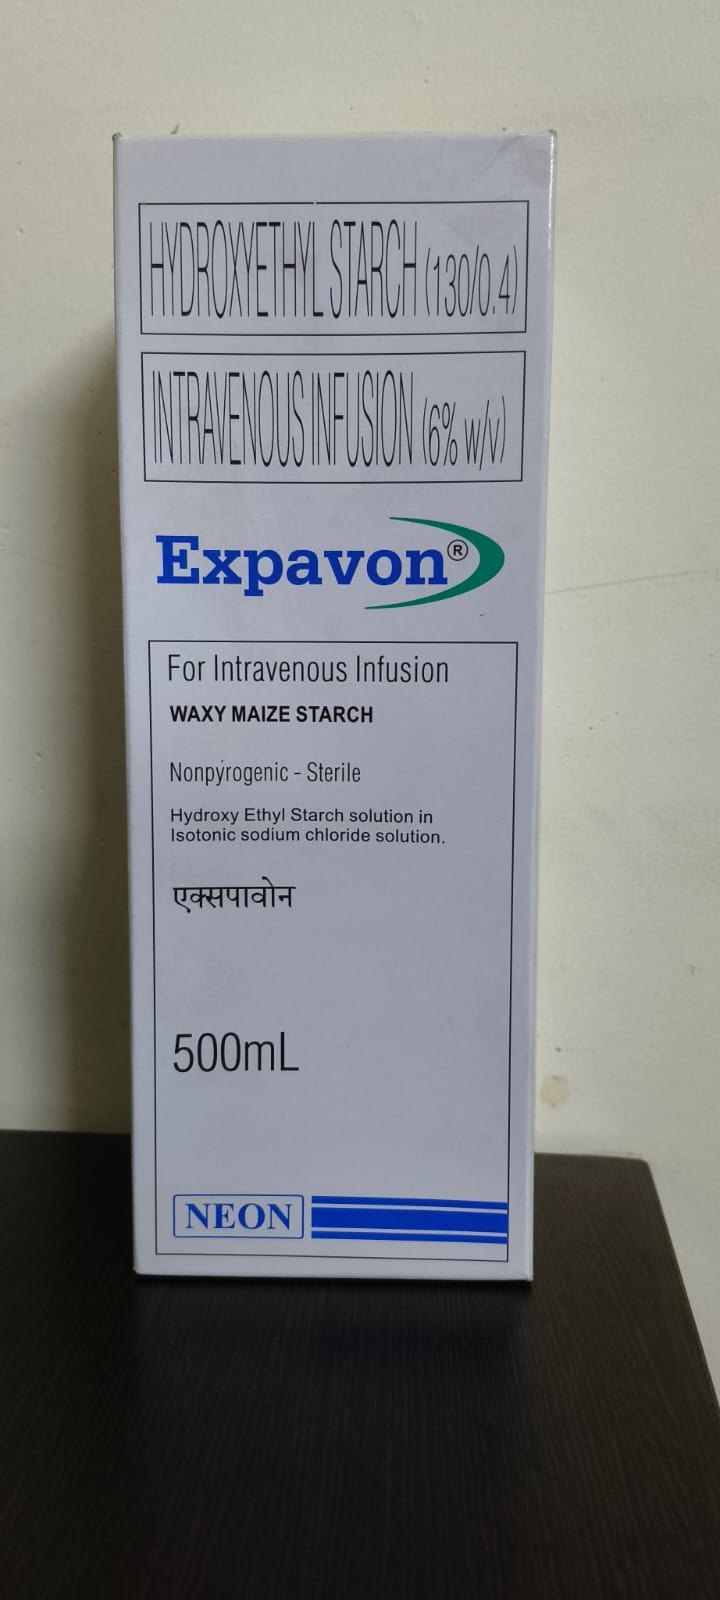 HYDROXYETHYL STARCH (130/0.4)
INTRAVENOUS INFUSION (6% w/v)
Expavon®
For Intravenous Infusion
WAXY MAIZE STARCH
Nonpyrogenic - Sterile
Hydroxy Ethyl Starch solution in
Isotonic sodium chloride solution.
एक्सपावोन
500mL
NEON